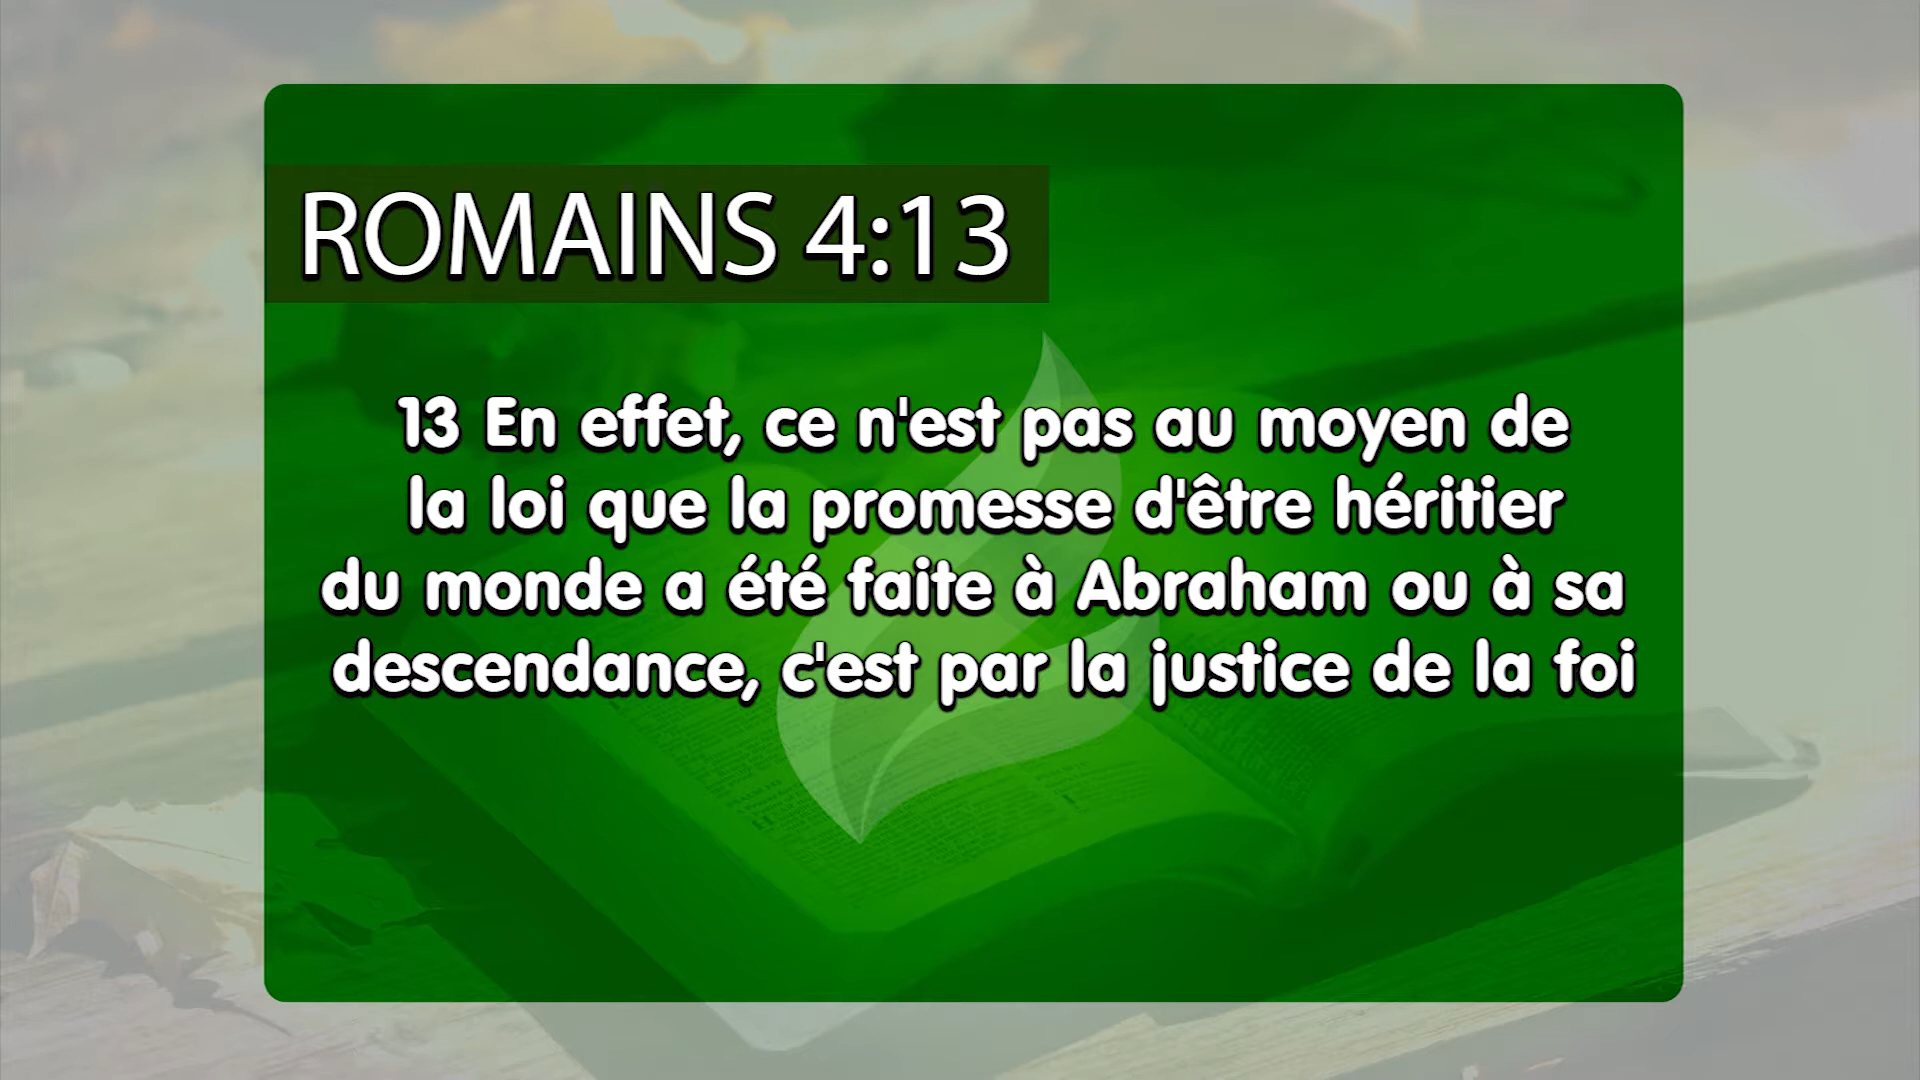 ROMAINS 4:13
13 En effet, ce n'est pas au moyen de
la loi que la promesse d'être héritier
du monde a été faite à Abraham ou à sa
descendance, c'est par la justice de la foi